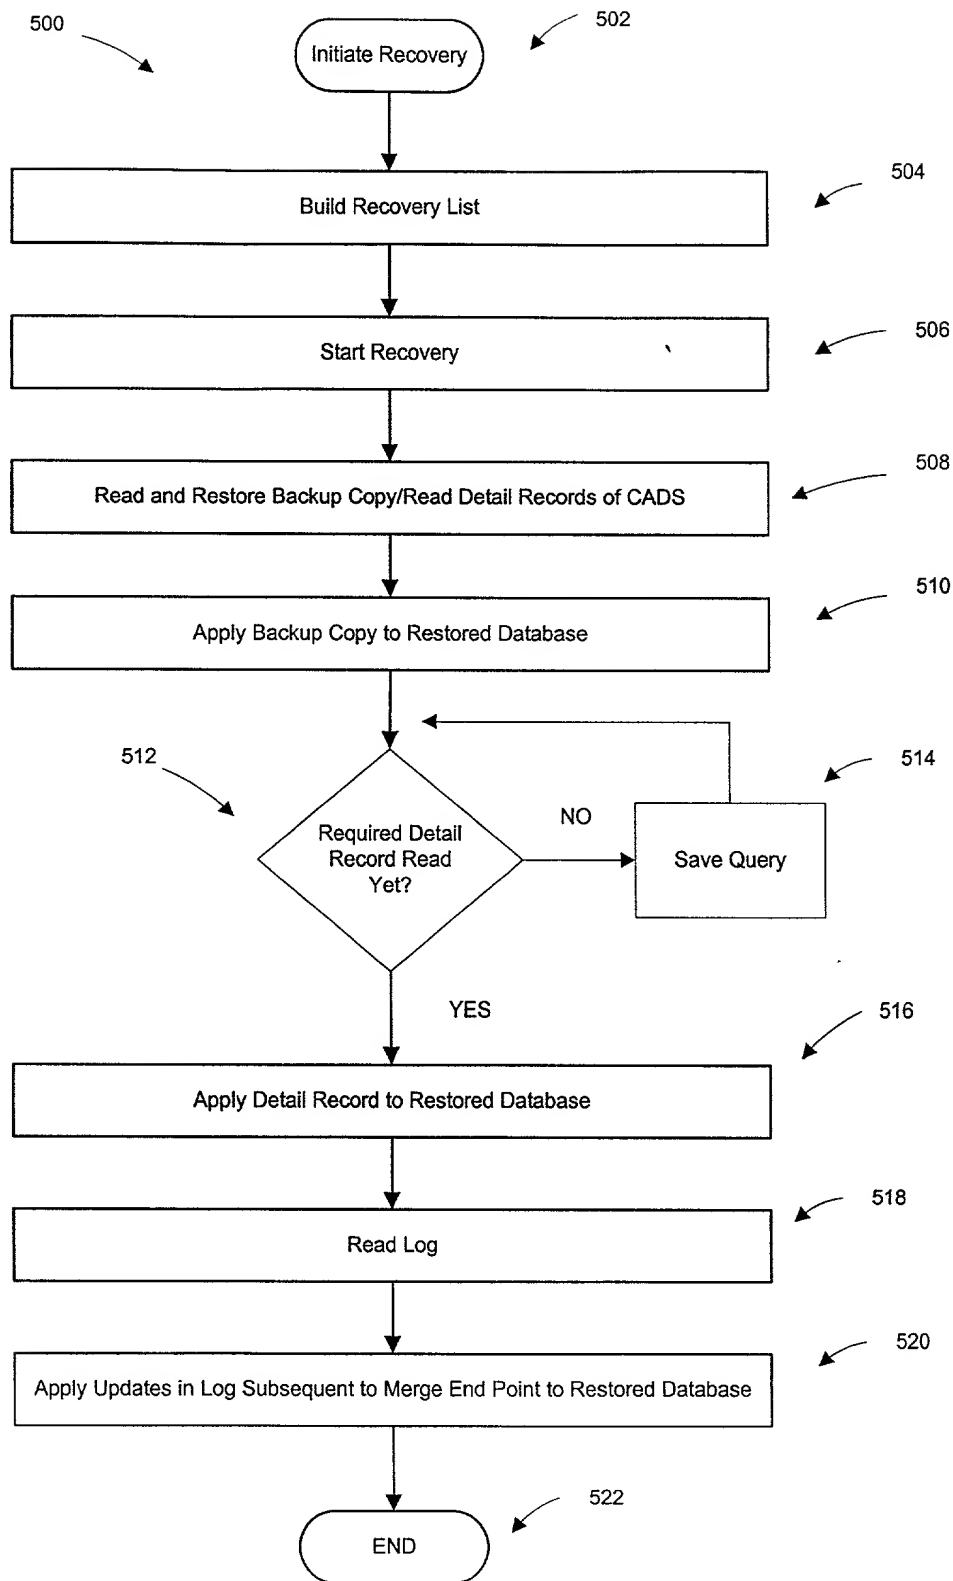 500
502
Initiate Recovery
504
Build Recovery List
506
Start Recovery
508
Read and Restore Backup Copy/Read Detail Records of CADS
510
Apply Backup Copy to Restored Database
512
514
Required Detail
Record Read
Yet?
NO
Save Query
YES
516
Apply Detail Record to Restored Database
518
Read Log
520
Apply Updates in Log Subsequent to Merge End Point to Restored Database
522
END